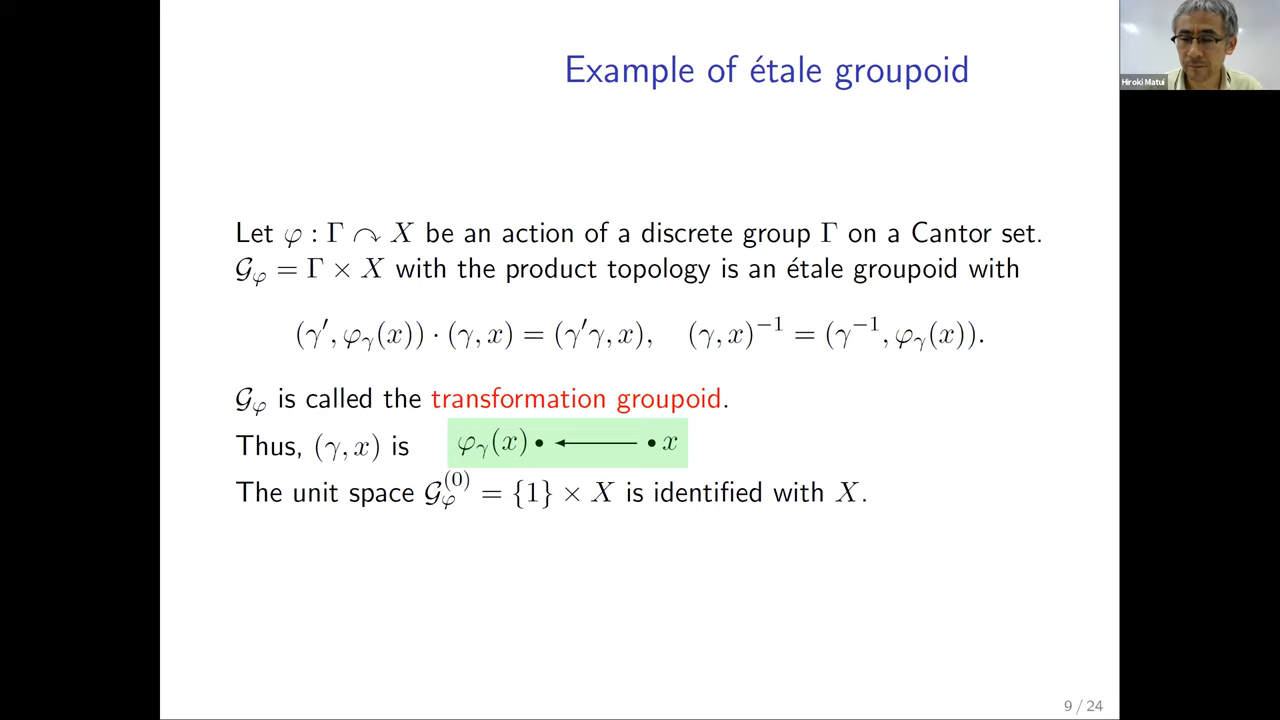 Example of étale groupoid
Hiroki Matui
Let φ : Γ ↷ X be an action of a discrete group Γ on a Cantor set.
𝒢_φ = Γ × X with the product topology is an étale groupoid with
(γ′, φ_γ(x)) · (γ, x) = (γ′γ, x), (γ, x)^{−1} = (γ^{−1}, φ_γ(x)).
𝒢_φ is called the transformation groupoid.
Thus, (γ, x) is φ_γ(x) • ⟵ • x
The unit space 𝒢_φ^{(0)} = {1} × X is identified with X.
9 / 24